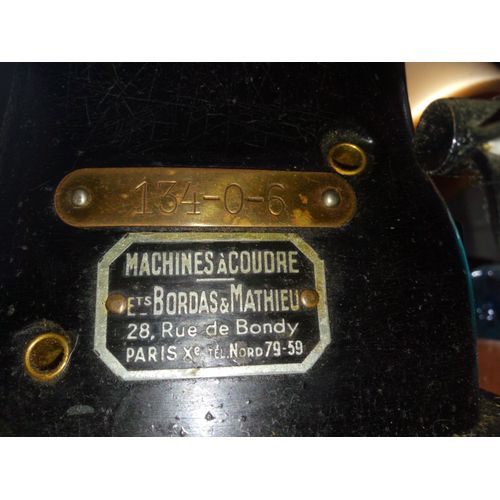 134-0-6
MACHINES À COUDRE
ETS BORDAS & MATHIEU
28, Rue de Bondy
PARIS Xe TÉL. NORD 79-59